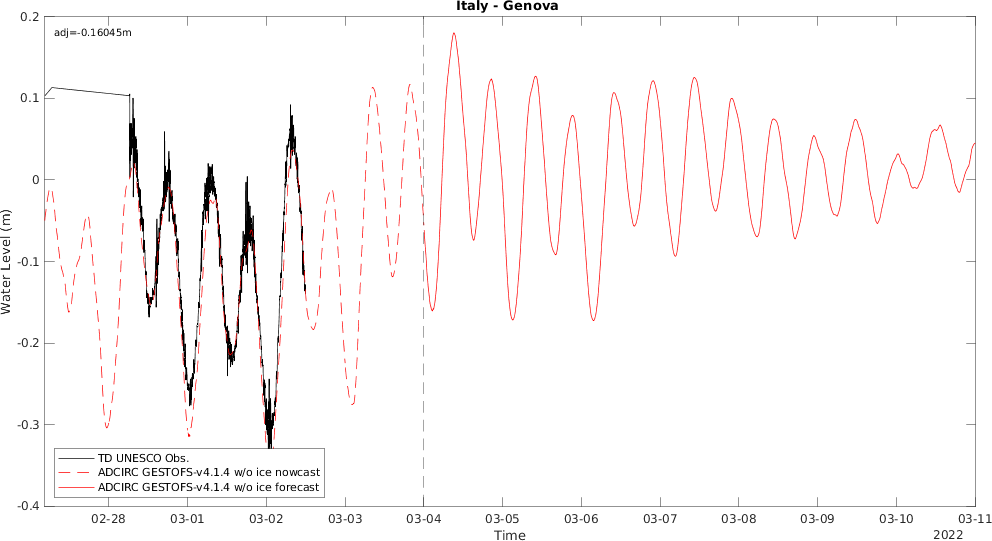 Italy - Genova
adj=-0.16045m
0.2
0.1
0
-0.1
-0.2
-0.3
-0.4
Water Level (m)
TD UNESCO Obs.
ADCIRC GESTOFS-v4.1.4 w/o ice nowcast
ADCIRC GESTOFS-v4.1.4 w/o ice forecast
02-28 03-01 03-02 03-03 03-04 03-05 03-06 03-07 03-08 03-09 03-10 03-11
Time
2022